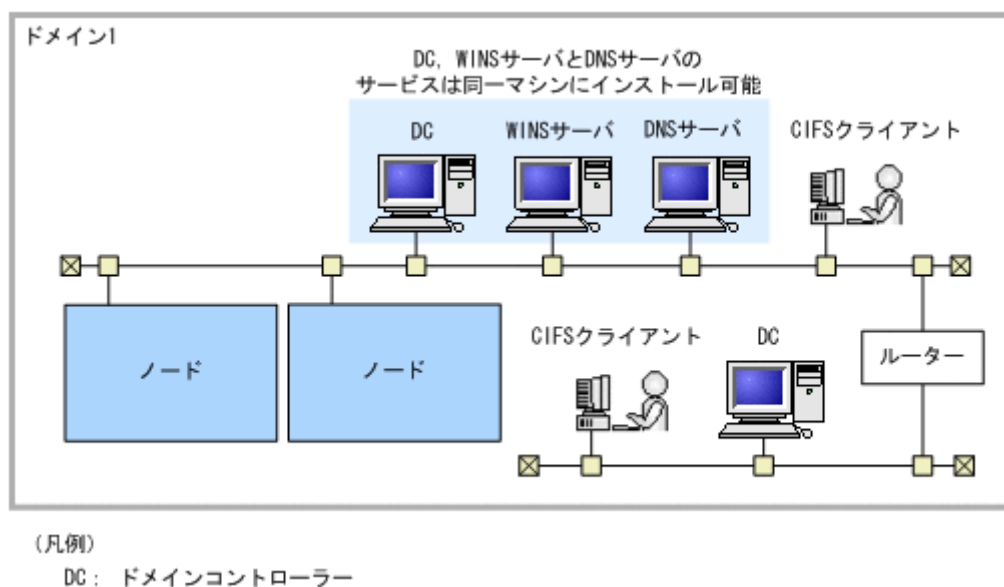 ドメイン1
DC, WINSサーバとDNSサーバの
サービスは同一マシンにインストール可能
DC
WINSサーバ
DNSサーバ
CIFSクライアント
ノード
ノード
CIFSクライアント
DC
ルーター
(凡例)
DC: ドメインコントローラー